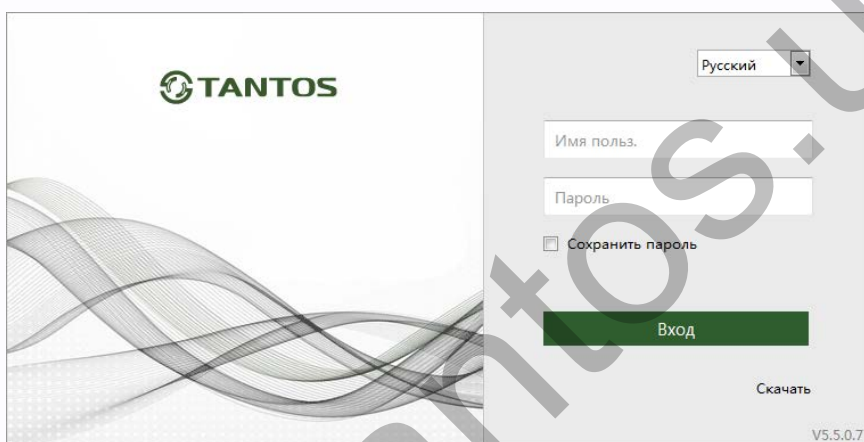 TANTOS
Русский
Имя польз.
Пароль
Сохранить пароль
Вход
Скачать
V5.5.0.7